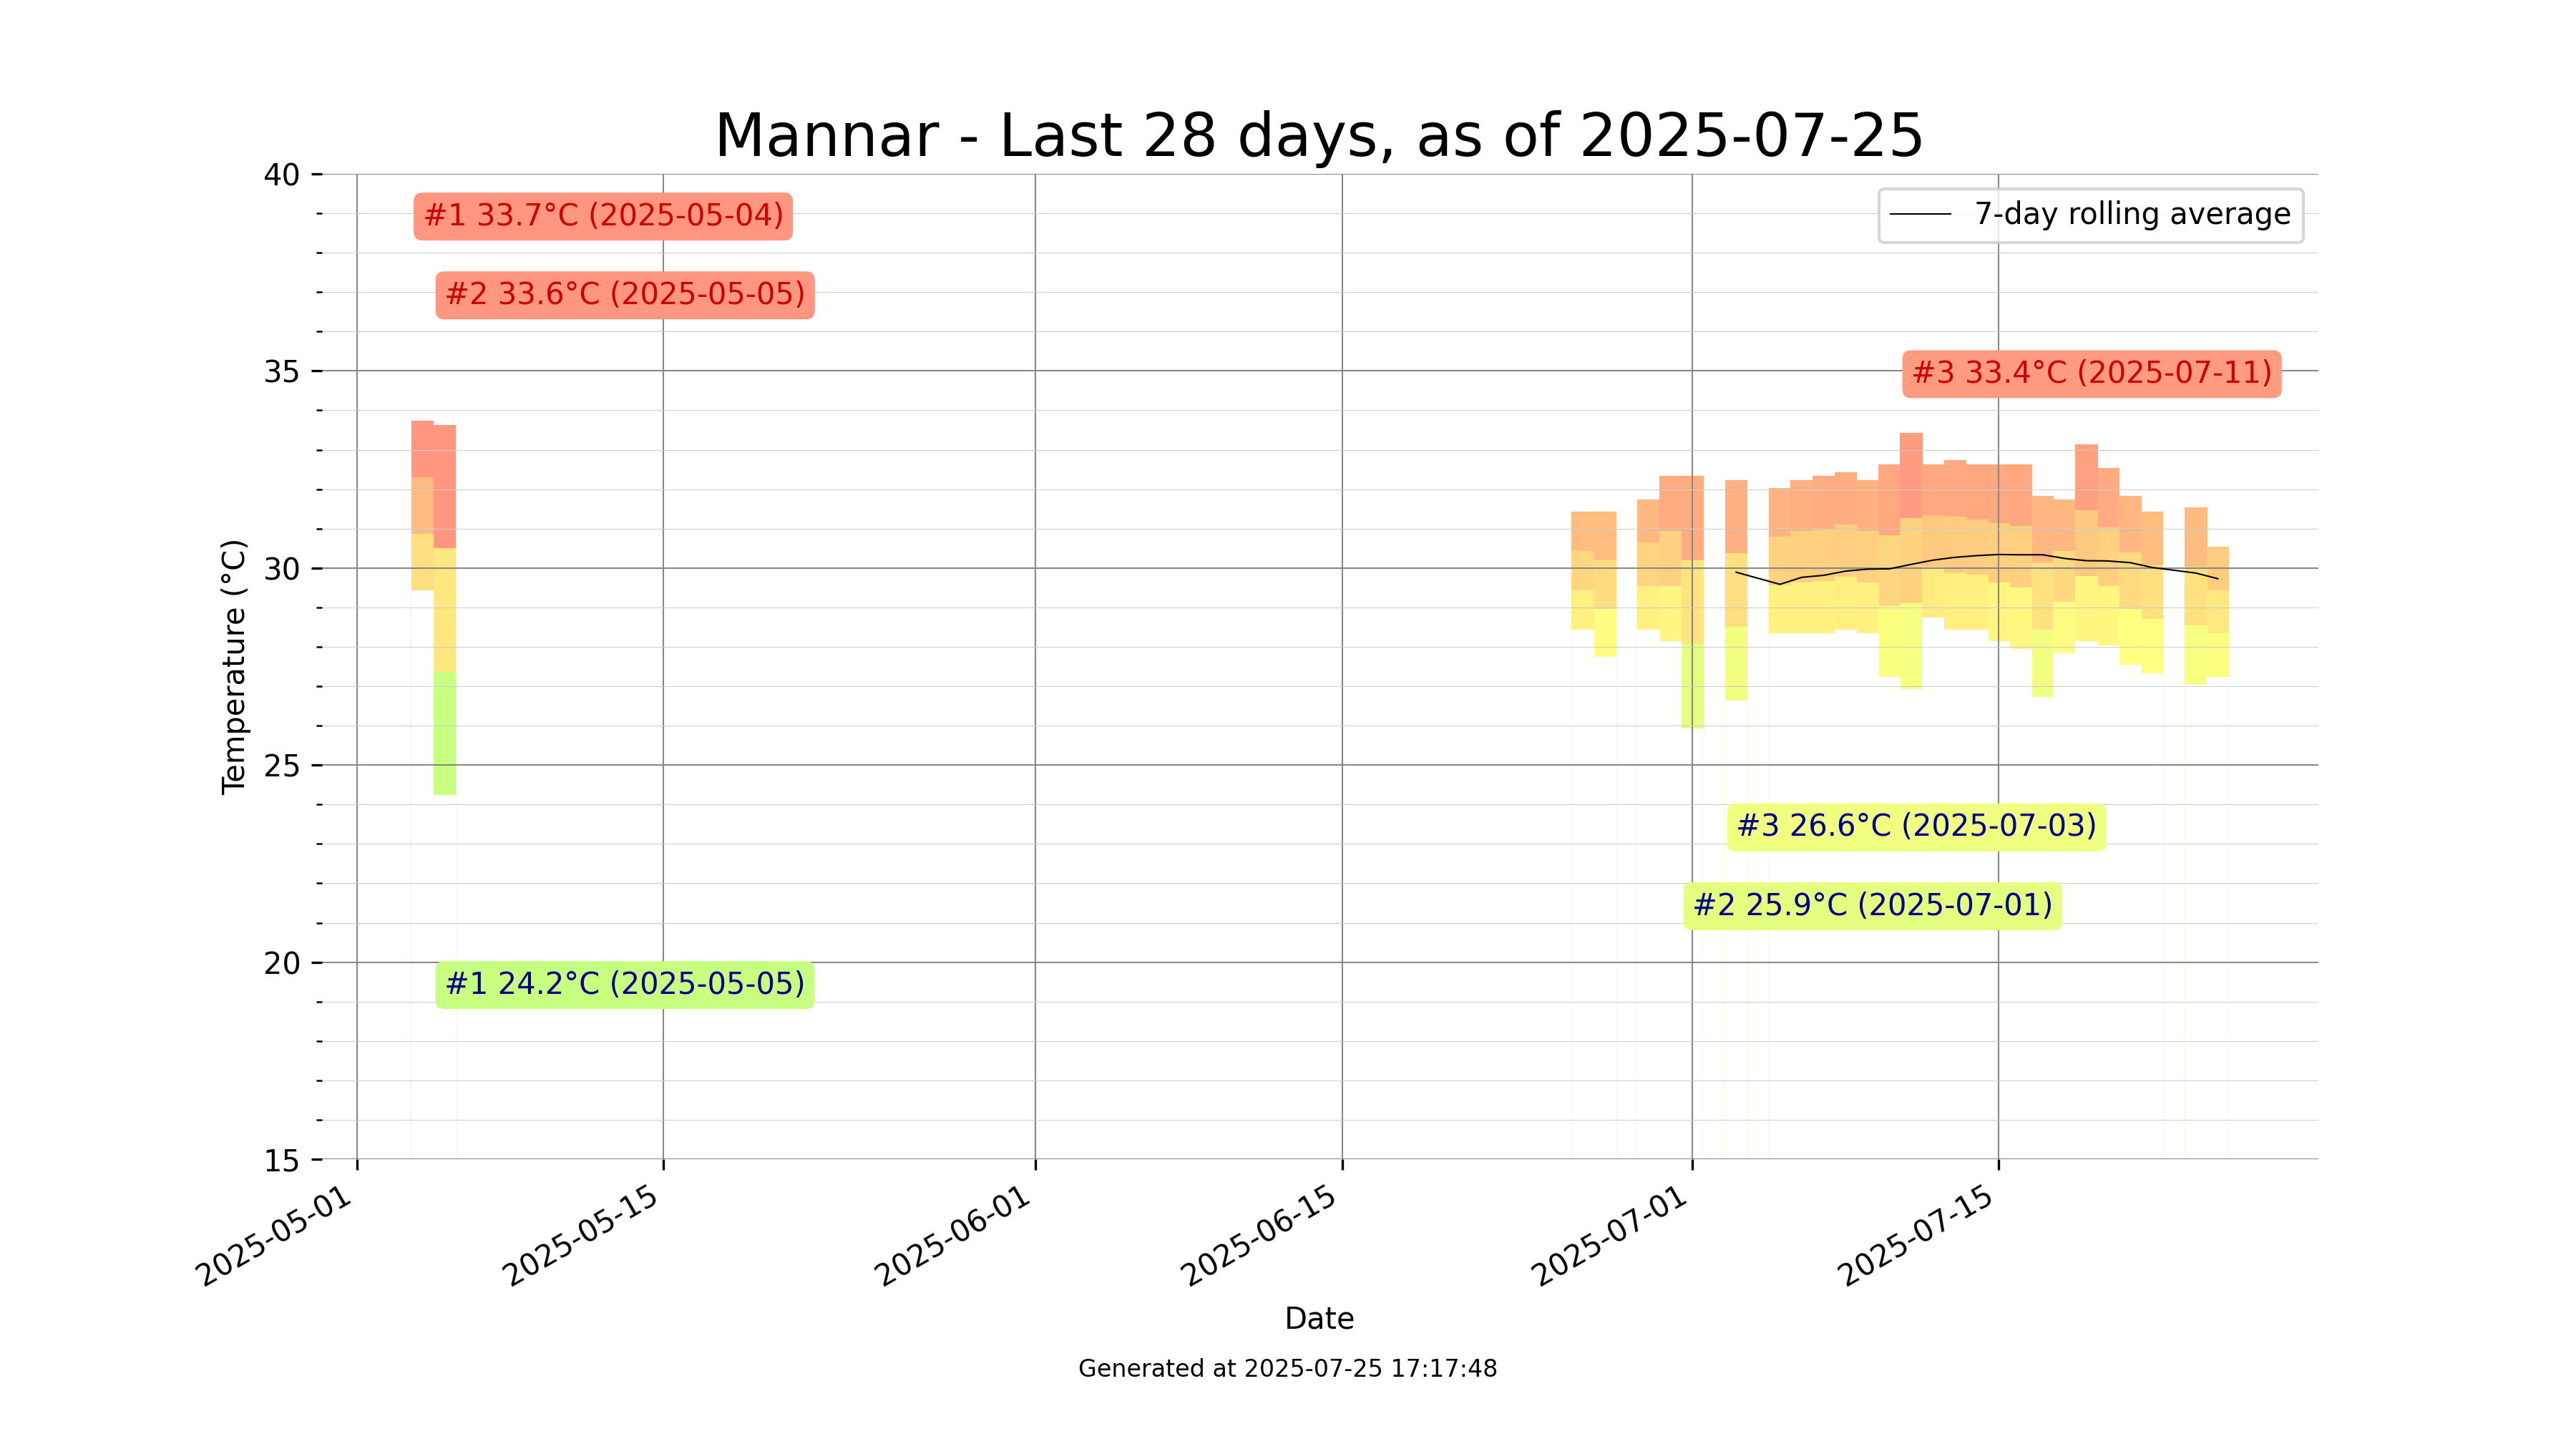 Mannar - Last 28 days, as of 2025-07-25
40
#1 33.7°C (2025-05-04)
7-day rolling average
#2 33.6°C (2025-05-05)
35
#3 33.4°C (2025-07-11)
30
Temperature (°C)
25
#3 26.6°C (2025-07-03)
#2 25.9°C (2025-07-01)
20
#1 24.2°C (2025-05-05)
15
2025-05-01
2025-05-15
2025-06-01
2025-06-15
2025-07-01
2025-07-15
Date
Generated at 2025-07-25 17:17:48